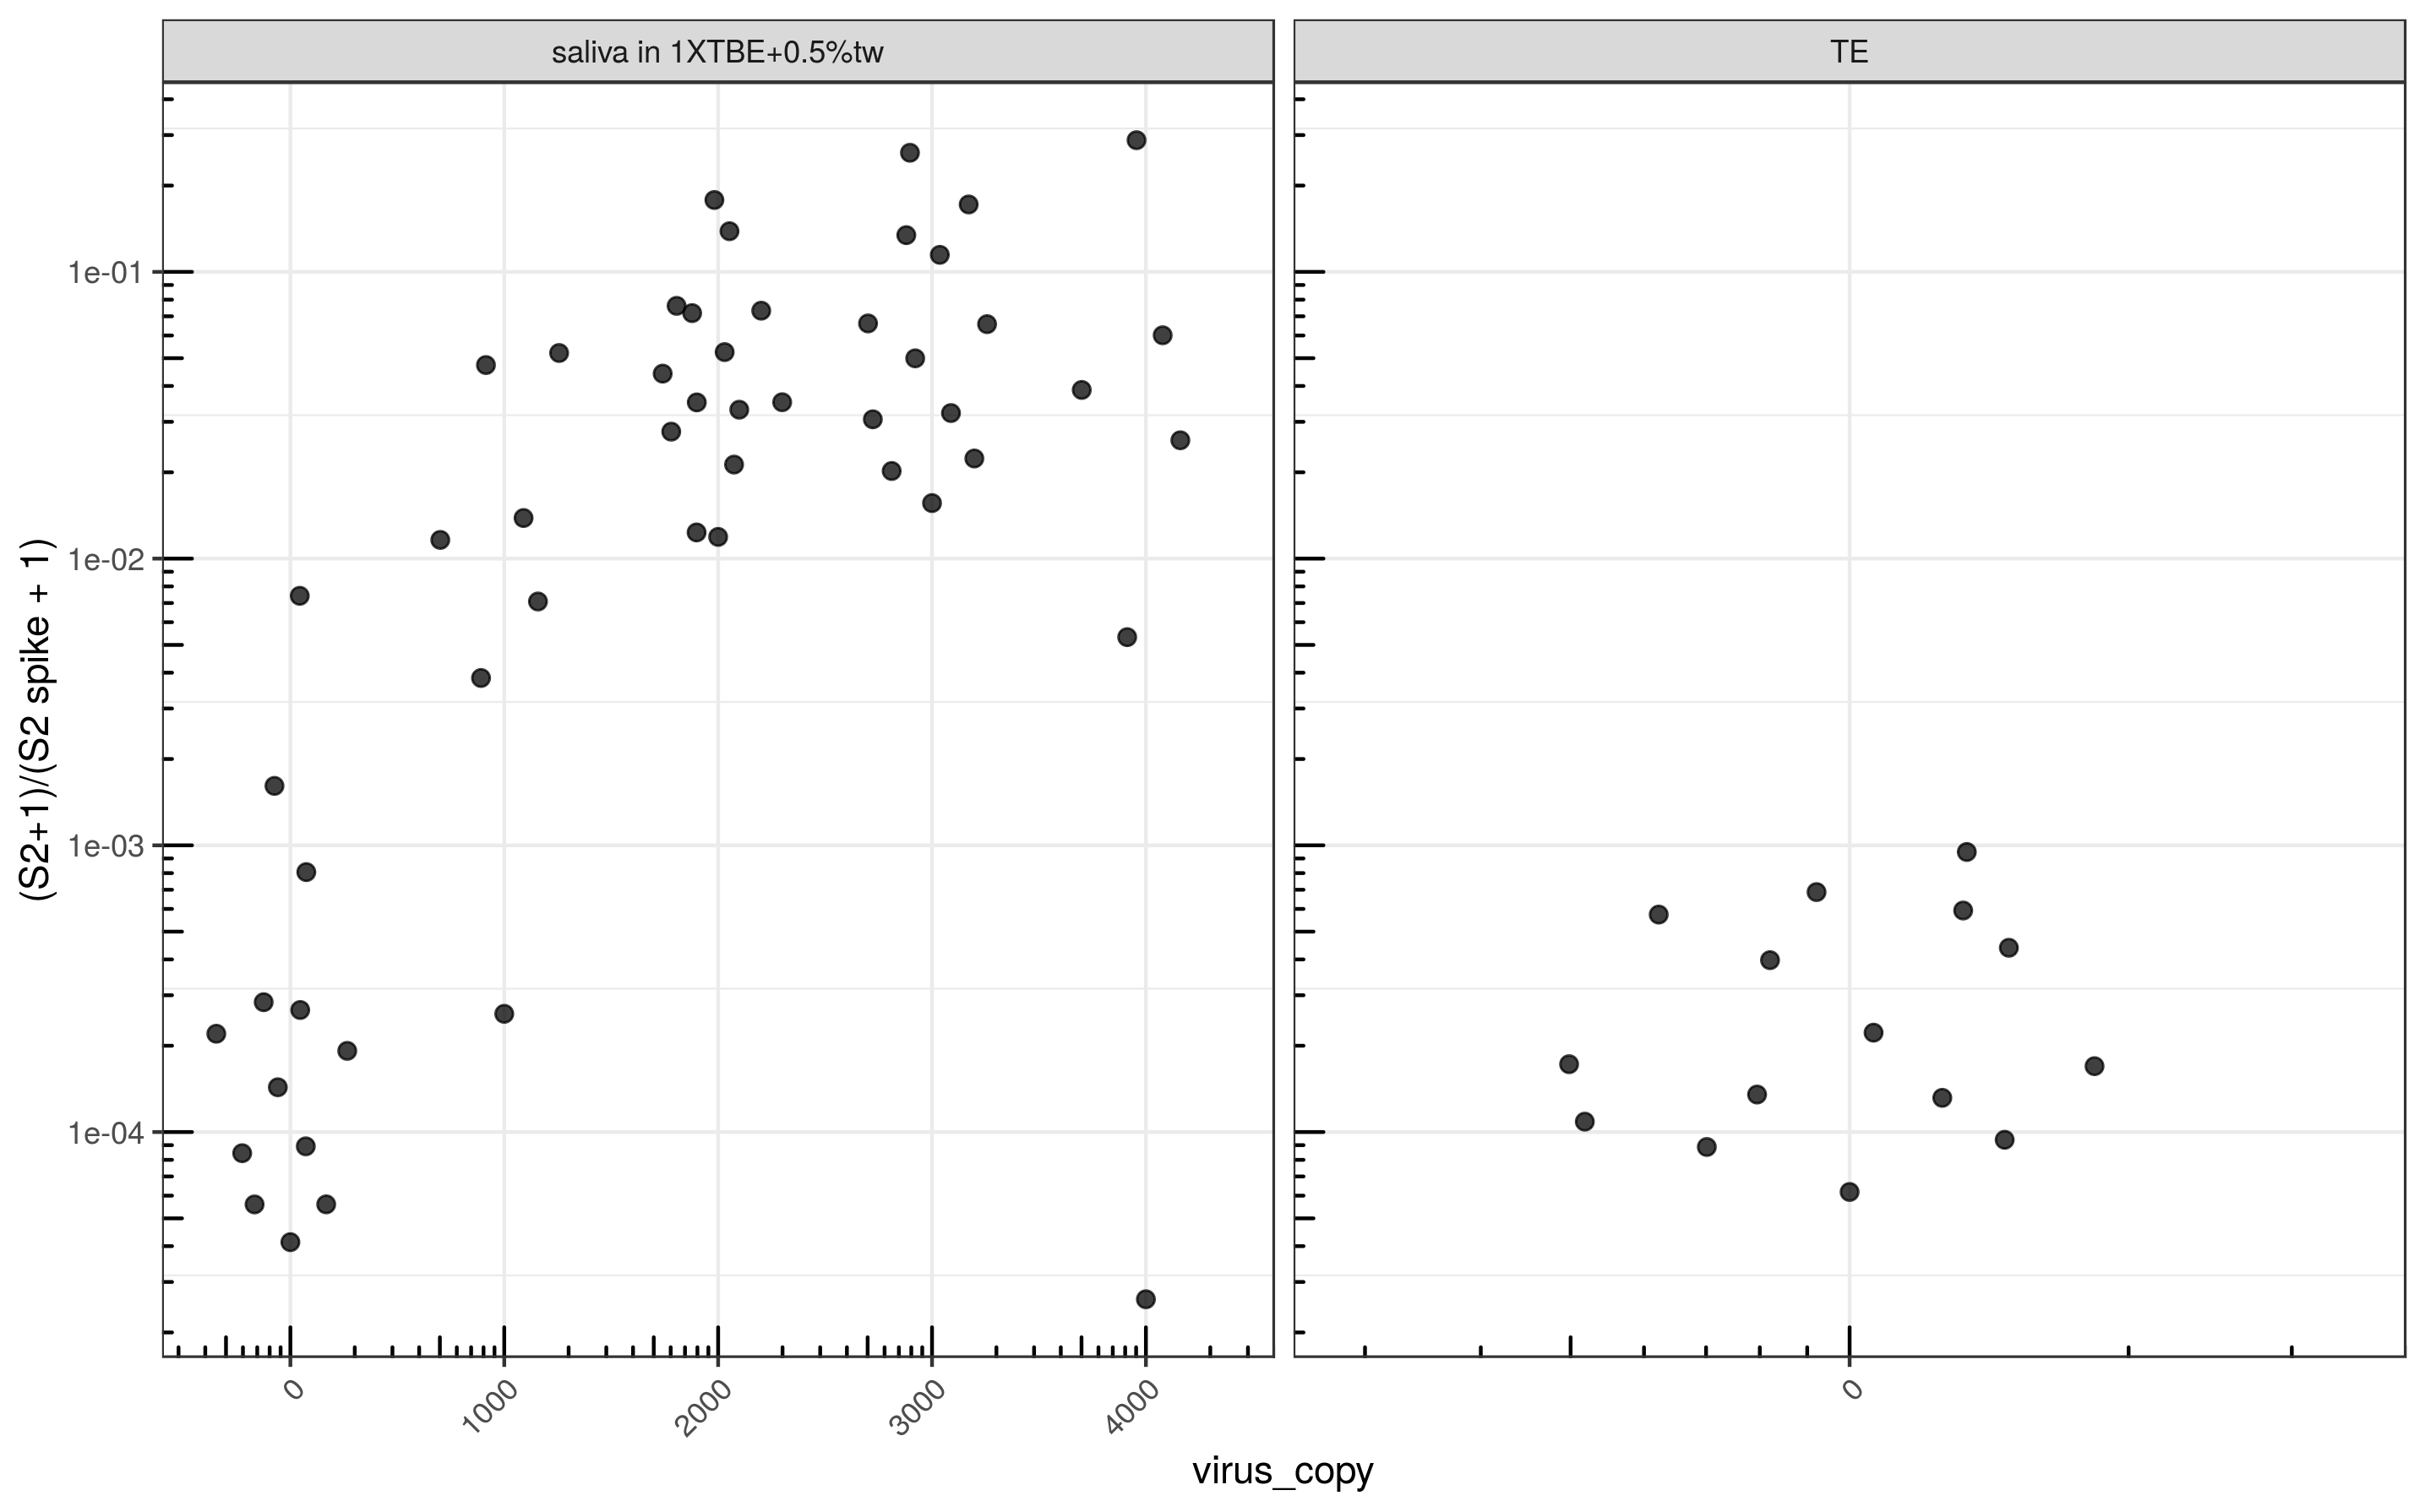 saliva in 1XTBE+0.5%tw
TE
(S2+1)/(S2 spike + 1)
1e-01
1e-02
1e-03
1e-04
0
1000
2000
3000
4000
0
virus_copy